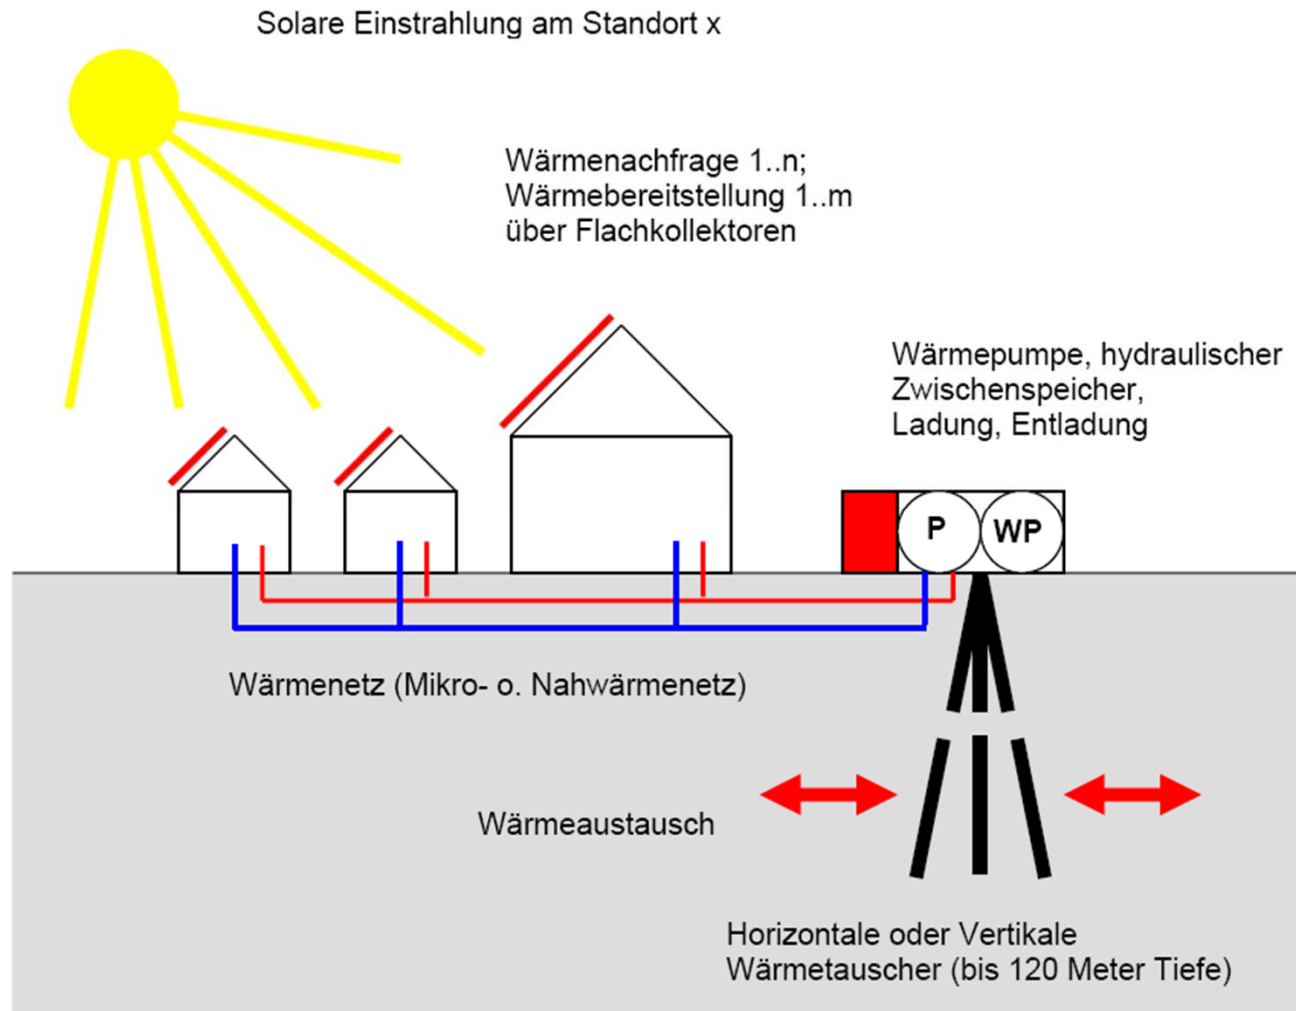 Solare Einstrahlung am Standort x
Wärmenachfrage 1..n;
Wärmebereitstellung 1..m
über Flachkollektoren
Wärmepumpe, hydraulischer
Zwischenspeicher,
Ladung, Entladung
P
WP
Wärmenetz (Mikro- o. Nahwärmenetz)
Wärmeaustausch
Horizontale oder Vertikale
Wärmetauscher (bis 120 Meter Tiefe)